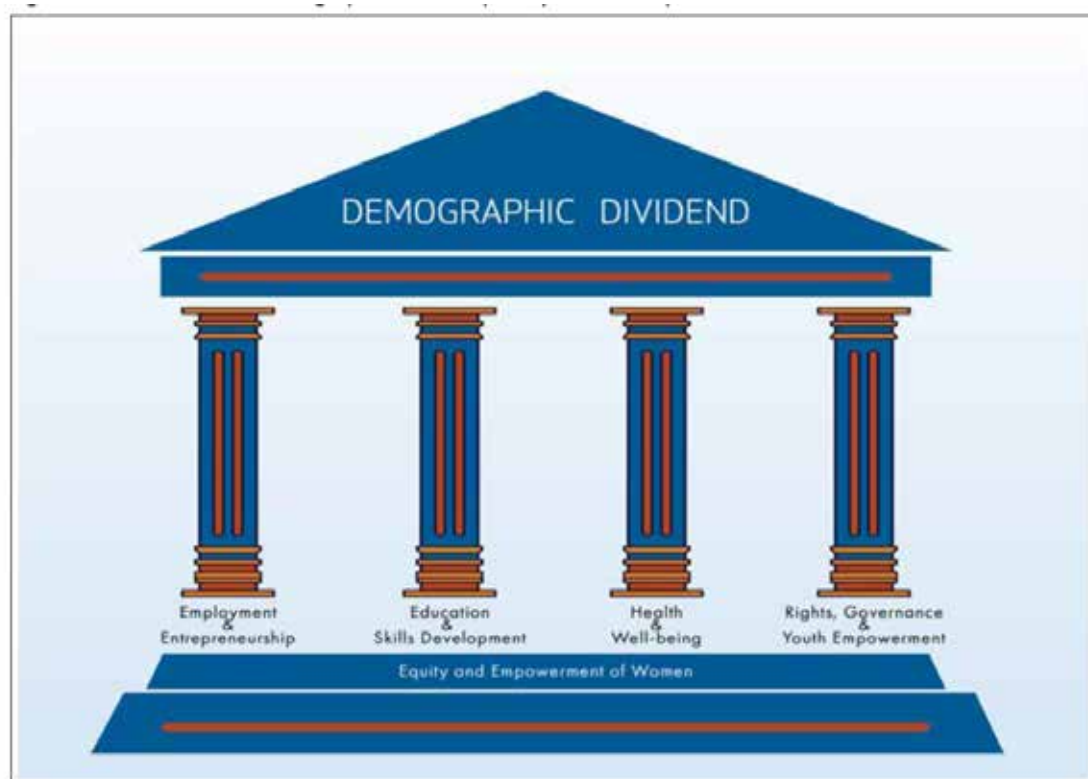 DEMOGRAPHIC DIVIDEND
Employment
&
Entrepreneurship
Education
&
Skills Development
Health
&
Well-being
Rights, Governance
&
Youth Empowerment
Equity and Empowerment of Women